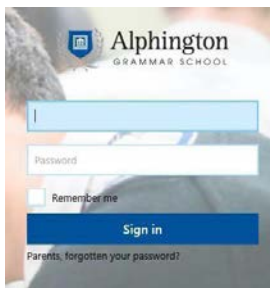 Alphington
GRAMMAR SCHOOL
Password
Remember me
Sign in
Parents, forgotten your password?